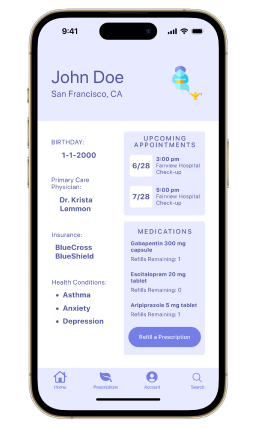 9:41
John Doe
San Francisco, CA
BIRTHDAY:
1-1-2000
Primary Care
Physician:
Dr. Krista
Lemmon
Insurance:
BlueCross
BlueShield
Health Conditions:
• Asthma
• Anxiety
• Depression
UPCOMING
APPOINTMENTS
6/28
3:00 pm
Fairview Hospital
Check-up
7/28
5:00 pm
Fairview Hospital
Check-up
MEDICATIONS
Gabapentin 300 mg
capsule
Refills Remaining: 1
Escitalopram 20 mg
tablet
Refills Remaining: 0
Aripiprazole 5 mg tablet
Refills Remaining: 1
Refill a Prescription
Home
Prescriptions
Account
Search